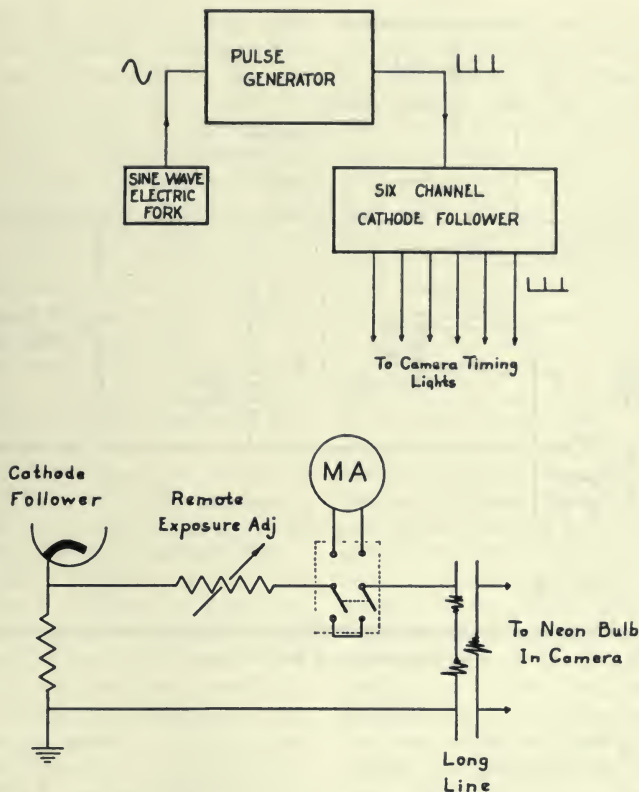 PULSE
GENERATOR
SINE WAVE
ELECTRIC
FORK
SIX CHANNEL
CATHODE FOLLOWER
To Camera Timing
Lights
Cathode
Follower
Remote
Exposure Adj
MA
To Neon Bulb
In Camera
Long
Line